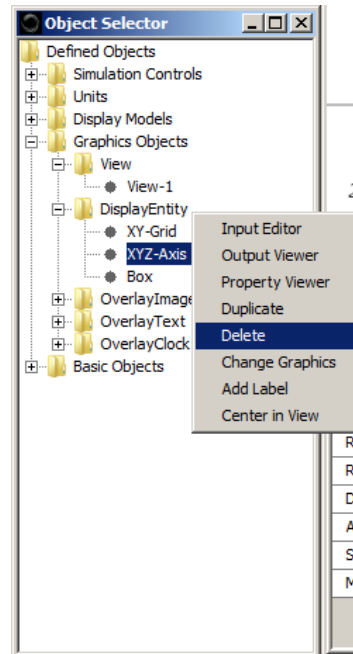 Object Selector
Defined Objects
Simulation Controls
Units
Display Models
Graphics Objects
View
View-1
DisplayEntity
XY-Grid
XYZ-Axis
Box
OverlayImage
OverlayText
OverlayClock
Basic Objects
Input Editor
Output Viewer
Property Viewer
Duplicate
Delete
Change Graphics
Add Label
Center in View
R
R
D
A
S
M